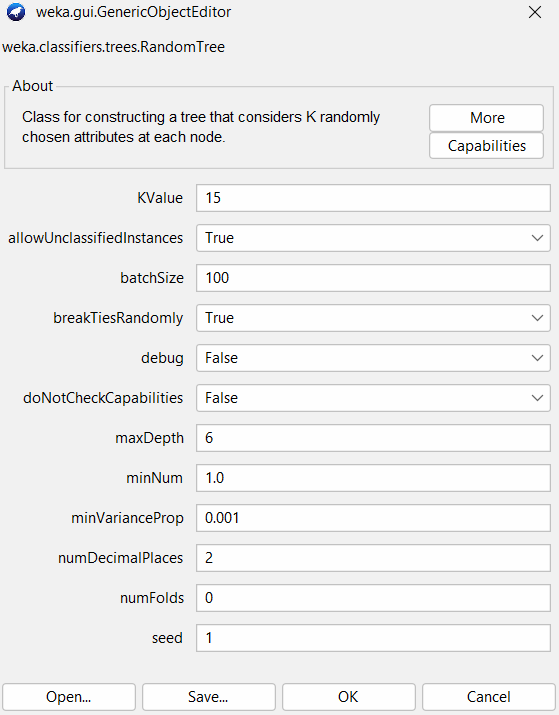 weka.gui.GenericObjectEditor
weka.classifiers.trees.RandomTree
About
Class for constructing a tree that considers K randomly
chosen attributes at each node.
More
Capabilities
KValue 15
allowUnclassifiedInstances True
batchSize 100
breakTiesRandomly True
debug False
doNotCheckCapabilities False
maxDepth 6
minNum 1.0
minVarianceProp 0.001
numDecimalPlaces 2
numFolds 0
seed 1
Open... Save... OK Cancel